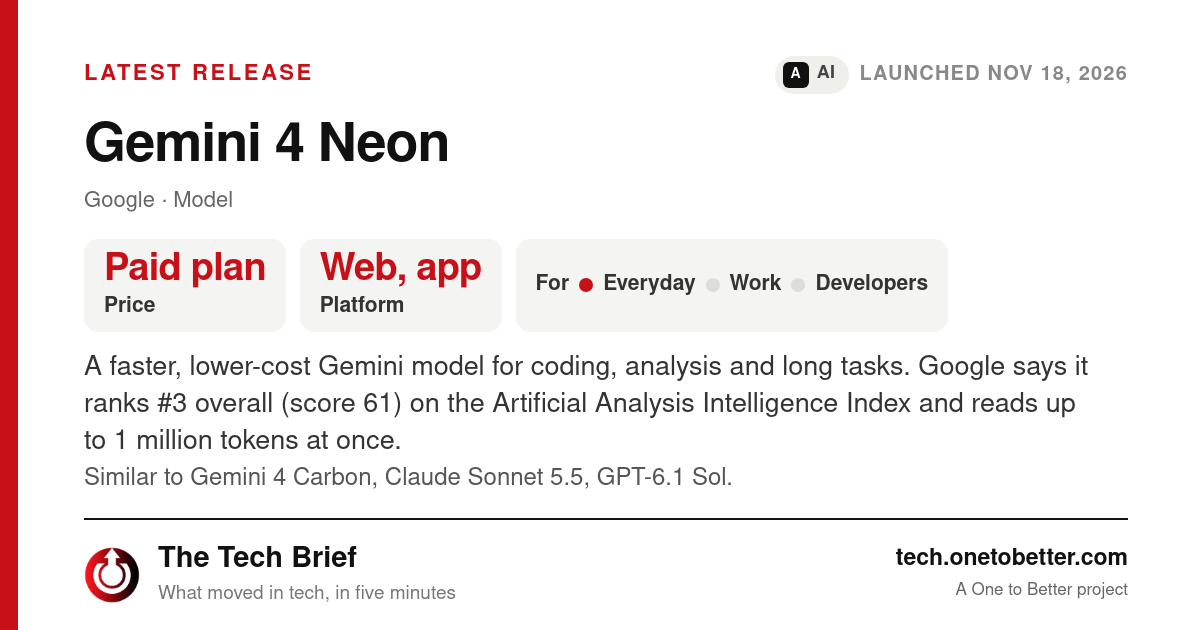 LATEST RELEASE
A AI LAUNCHED NOV 18, 2026
Gemini 4 Neon
Google · Model
Paid plan
Price
Web, app
Platform
For Everyday Work Developers
A faster, lower-cost Gemini model for coding, analysis and long tasks. Google says it
ranks #3 overall (score 61) on the Artificial Analysis Intelligence Index and reads up
to 1 million tokens at once.
Similar to Gemini 4 Carbon, Claude Sonnet 5.5, GPT-6.1 Sol.
The Tech Brief
What moved in tech, in five minutes
tech.onetobetter.com
A One to Better project